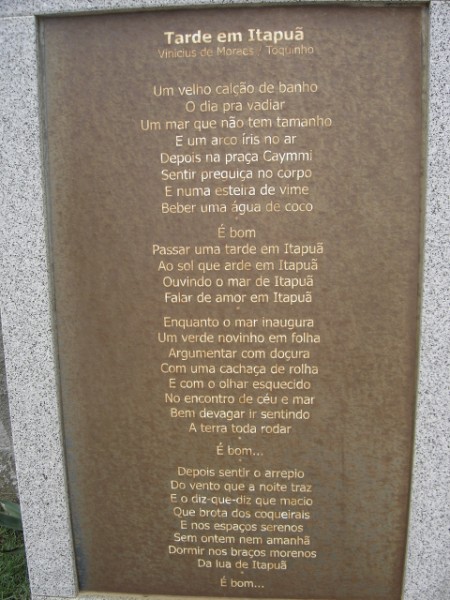 Tarde em Itapuã
Vinicius de Moraes / Toquinho
Um velho calção de banho
O dia pra vadiar
Um mar que não tem tamanho
E um arco íris no ar
Depois na praça Caymmi
Sentir preguiça no corpo
E numa esteira de vime
Beber uma água de coco
É bom
Passar uma tarde em Itapuã
Ao sol que arde em Itapuã
Ouvindo o mar de Itapuã
Falar de amor em Itapuã
Enquanto o mar inaugura
Um verde novinho em folha
Argumentar com doçura
Com uma cachaça de rolha
E com o olhar esquecido
No encontro de céu e mar
Bem devagar ir sentindo
A terra toda rodar
É bom...
Depois sentir o arrepio
Do vento que a noite traz
E o diz-que-diz que macio
Que brota dos coqueirais
E nos espaços serenos
Sem ontem nem amanhã
Dormir nos braços morenos
Da lua de Itapuã
É bom...